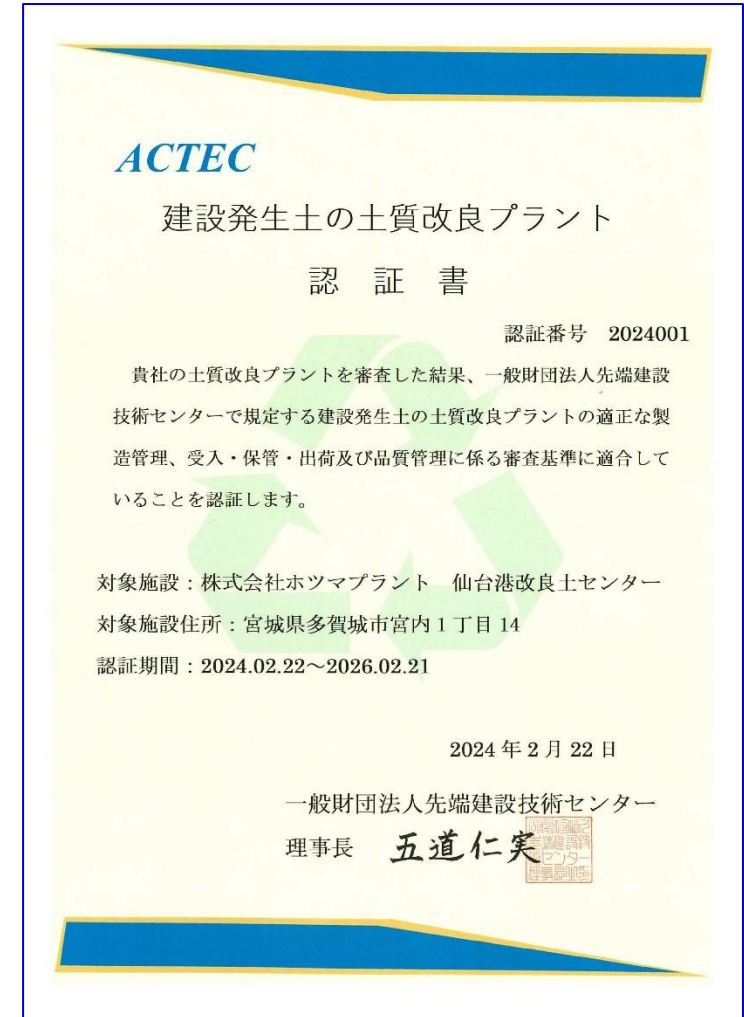 ACTEC
建設発生土の土質改良プラント
認 証 書
認証番号 2024001
貴社の土質改良プラントを審査した結果、一般財団法人先端建設
技術センターで規定する建設発生土の土質改良プラントの適正な製
造管理、受入・保管・出荷及び品質管理に係る審査基準に適合して
いることを認証します。
対象施設：株式会社ホツマプラント 仙台港改良土センター
対象施設住所：宮城県多賀城市宮内1丁目14
認証期間：2024.02.22～2026.02.21
2024年2月22日
一般財団法人先端建設技術センター
理事長 五道仁実